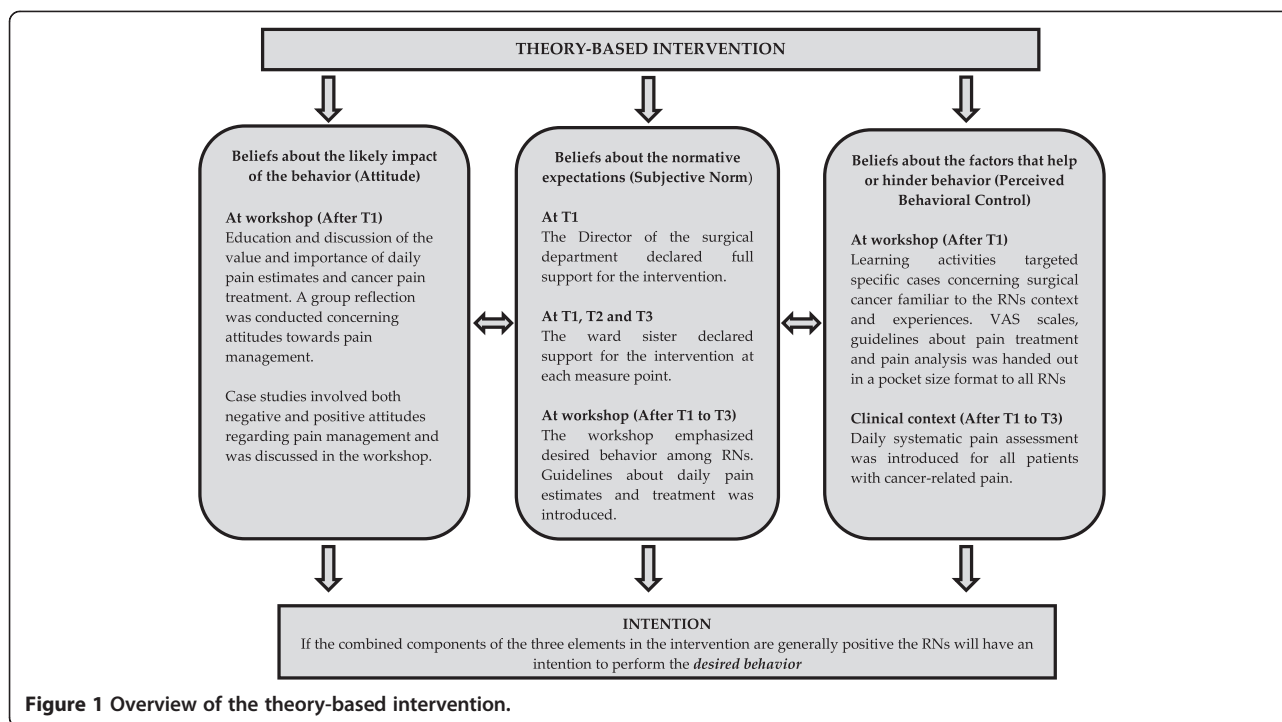 THEORY-BASED INTERVENTION
Beliefs about the likely impact
of the behavior (Attitude)
At workshop (After T1)
Education and discussion of the
value and importance of daily
pain estimates and cancer pain
treatment. A group reflection
was conducted concerning
attitudes towards pain
management.
Case studies involved both
negative and positive attitudes
regarding pain management and
was discussed in the workshop.
Beliefs about the normative
expectations (Subjective Norm)
At T1
The Director of the surgical
department declared full
support for the intervention.
At T1, T2 and T3
The ward sister declared
support for the intervention at
each measure point.
At workshop (After T1 to T3)
The workshop emphasized
desired behavior among RNs.
Guidelines about daily pain
estimates and treatment was
introduced.
Beliefs about the factors that help
or hinder behavior (Perceived
Behavioral Control)
At workshop (After T1)
Learning activities targeted
specific cases concerning surgical
cancer familiar to the RNs context
and experiences. VAS scales,
guidelines about pain treatment
and pain analysis was handed out
in a pocket size format to all RNs
Clinical context (After T1 to T3)
Daily systematic pain assessment
was introduced for all patients
with cancer-related pain.
INTENTION
If the combined components of the three elements in the intervention are generally positive the RNs will have an
intention to perform the desired behavior
Figure 1 Overview of the theory-based intervention.